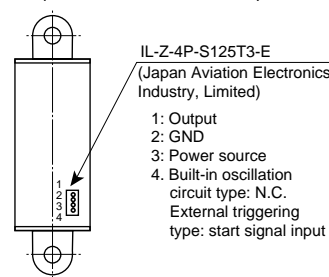 IL-Z-4P-S125T3-E
(Japan Aviation Electronics
Industry, Limited)
1: Output
2: GND
3: Power source
4. Built-in oscillation
circuit type: N.C.
External triggering
type: start signal input
1
2
3
4